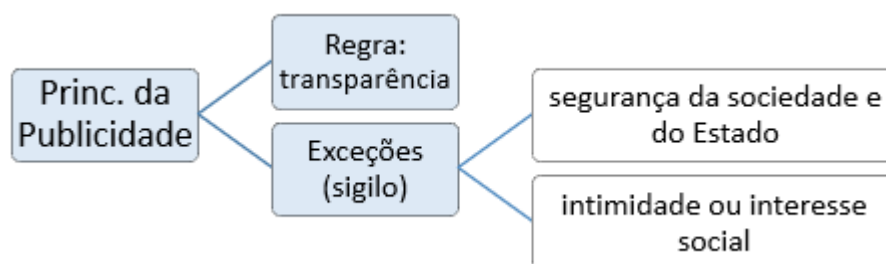 Princ. da
Publicidade
Regra:
transparência
Exceções
(sigilo)
segurança da sociedade e
do Estado
intimidade ou interesse
social